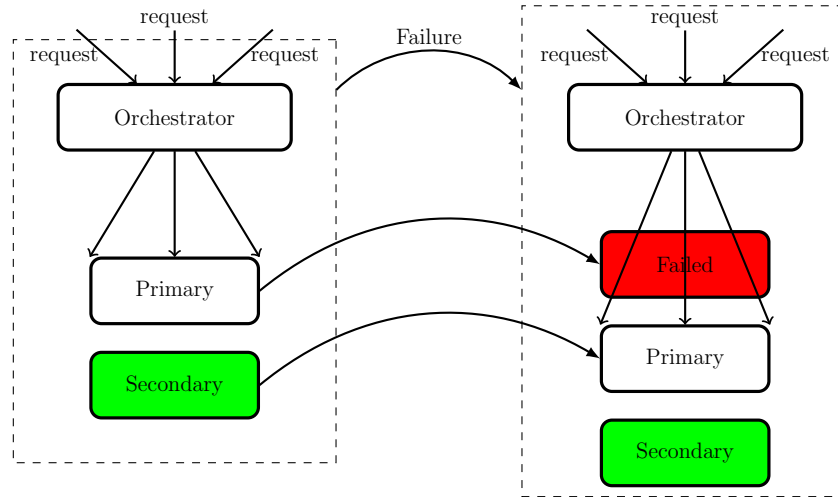 request
request
request
Orchestrator
Primary
Secondary
Failure
request
request
request
Orchestrator
Failed
Primary
Secondary